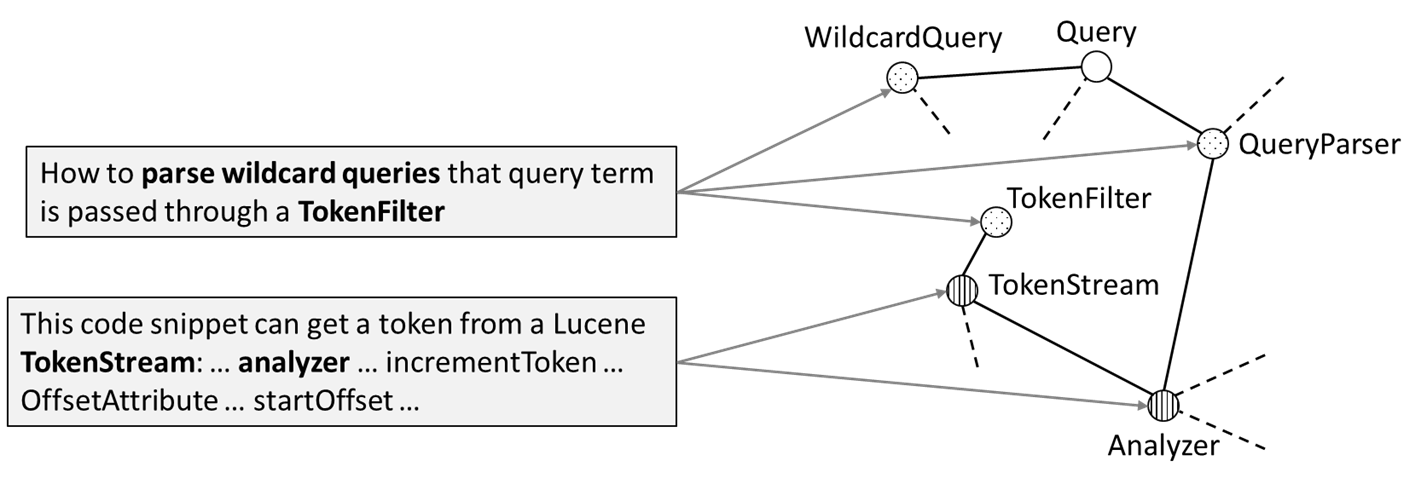 WildcardQuery
Query
QueryParser
How to parse wildcard queries that query term
is passed through a TokenFilter
TokenFilter
TokenStream
This code snippet can get a token from a Lucene
TokenStream: ... analyzer ... incrementToken ...
OffsetAttribute ... startOffset ...
Analyzer